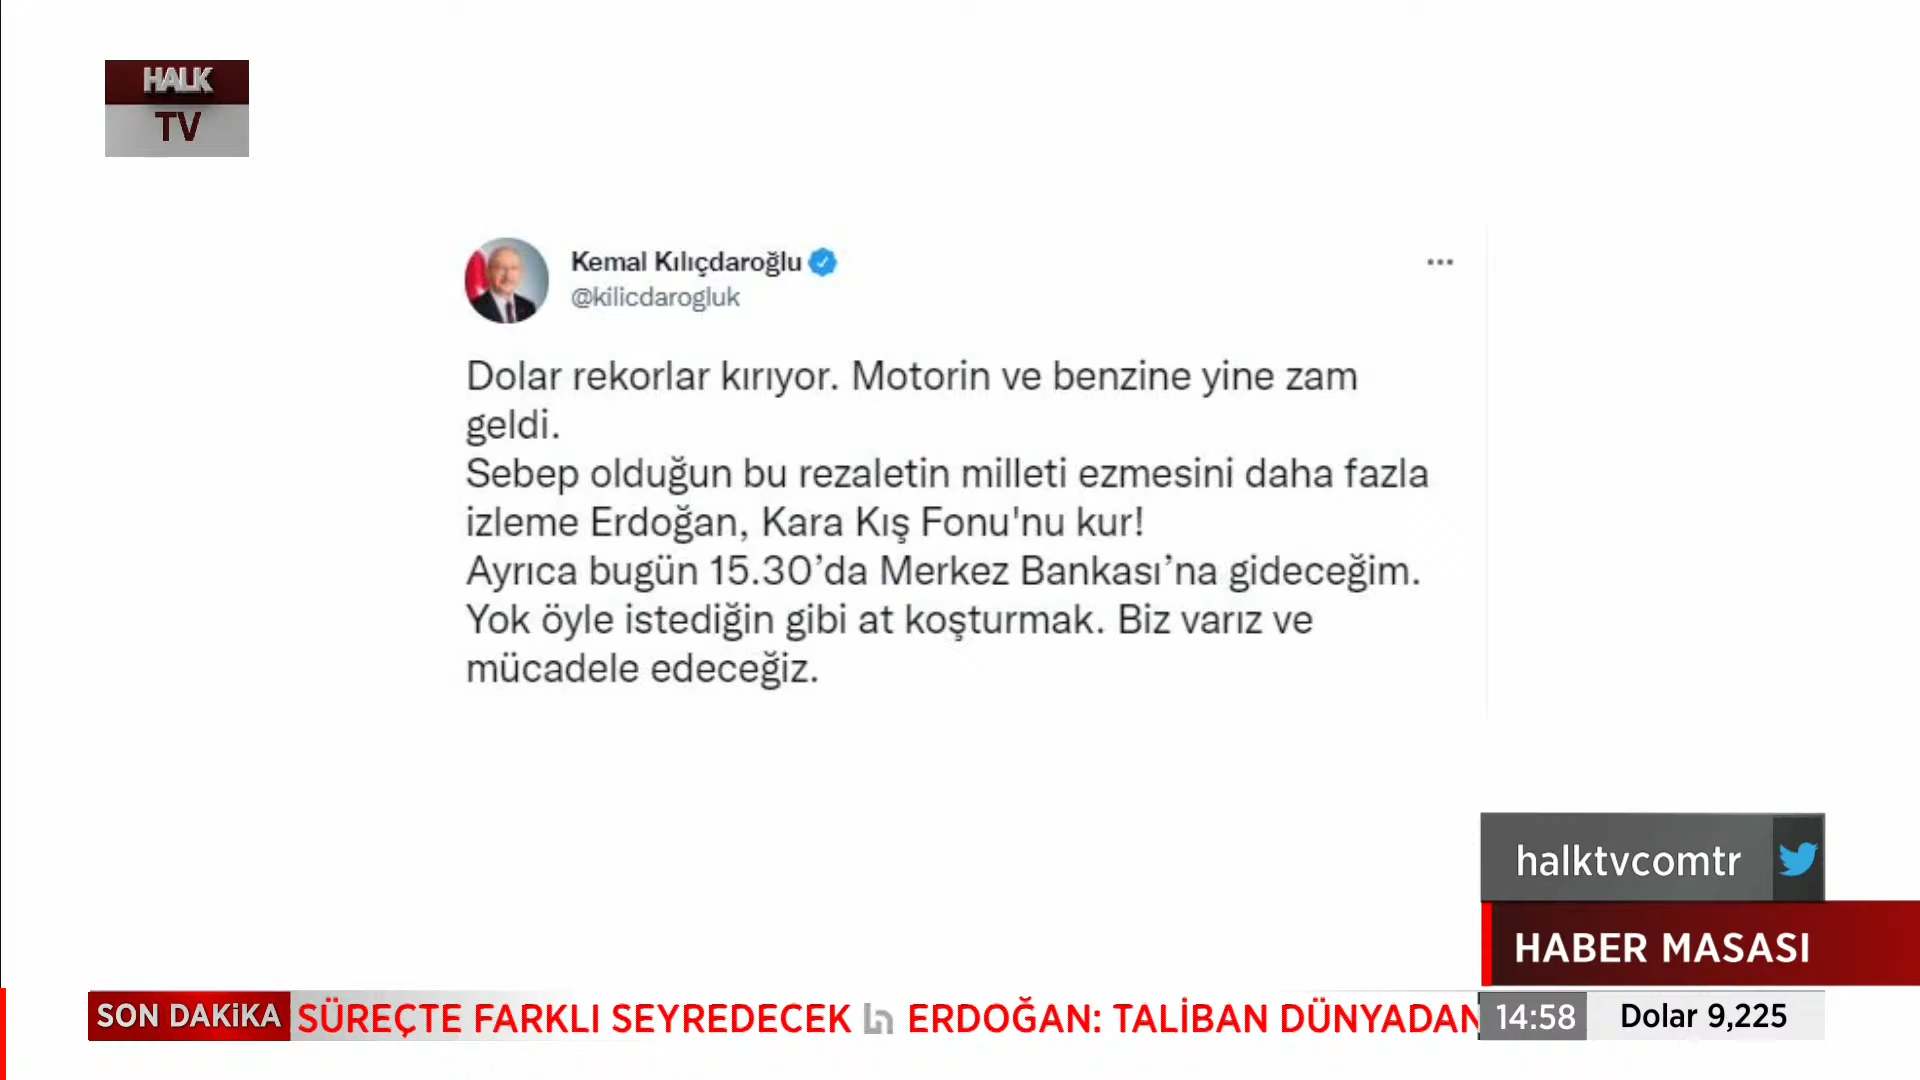 HALK
TV
Kemal Kılıçdaroğlu
@kilicdarogluk
Dolar rekorlar kırıyor. Motorin ve benzine yine zam
geldi.
Sebep olduğun bu rezaletin milleti ezmesini daha fazla
izleme Erdoğan, Kara Kış Fonu'nu kur!
Ayrıca bugün 15.30’da Merkez Bankası’na gideceğim.
Yok öyle istediğin gibi at koşturmak. Biz varız ve
mücadele edeceğiz.
halktvcomtr
HABER MASASI
SON DAKİKA SÜREÇTE FARKLI SEYREDECEK h ERDOĞAN: TALİBAN DÜNYADAN 14:58 Dolar 9,225